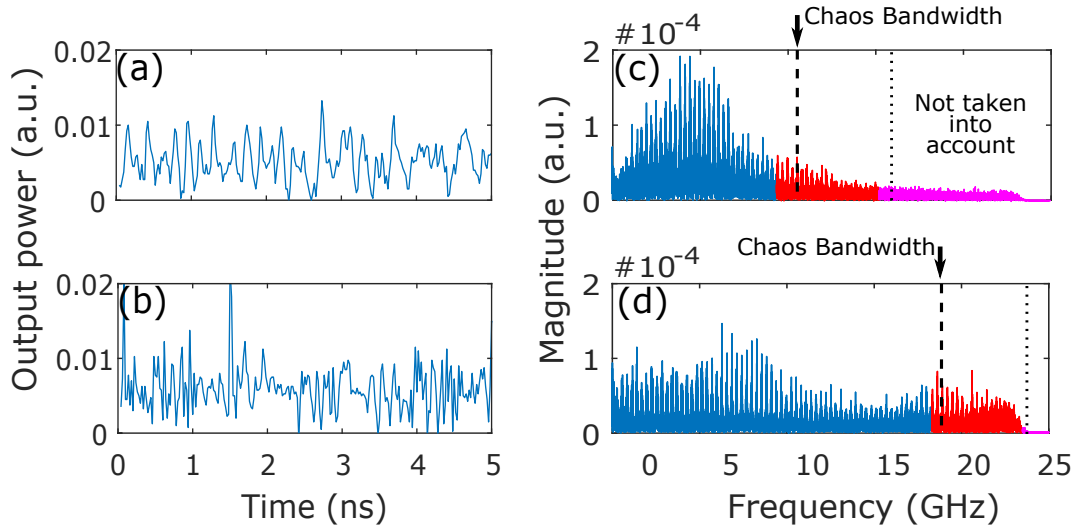 Chaos Bandwidth
#10-4
0.02
(a)
2
(c)
Not taken
into
account
0.01
1
0
0
Chaos Bandwidth
#10-4
0.02
(b)
2
(d)
0.01
1
0
0
0 1 2 3 4 5
0 5 10 15 20 25
Time (ns)
Frequency (GHz)
Output power (a.u.)
Magnitude (a.u.)